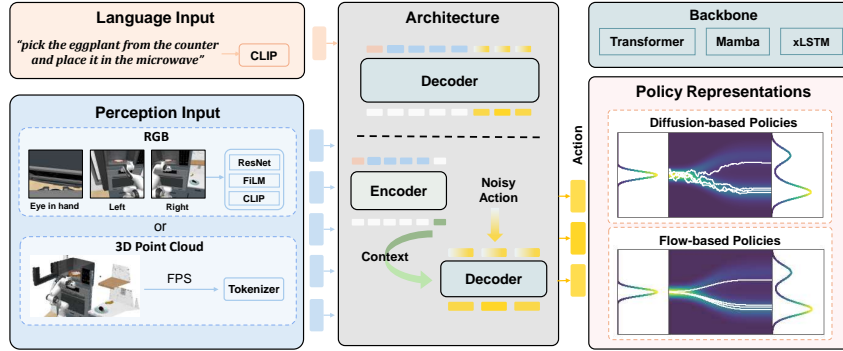 Language Input
“pick the eggplant from the counter
and place it in the microwave”
CLIP
Perception Input
RGB
Eye in hand
Left
Right
ResNet
FiLM
CLIP
or
3D Point Cloud
FPS
Tokenizer
Architecture
Decoder
Encoder
Noisy
Action
Context
Decoder
Action
Backbone
Transformer
Mamba
xLSTM
Policy Representations
Diffusion-based Policies
Flow-based Policies